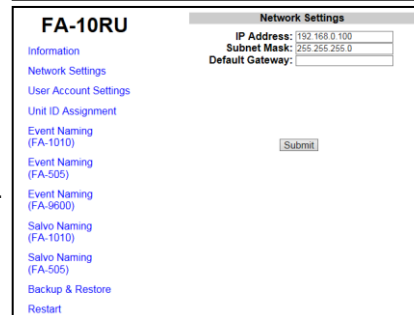 FA-10RU
Information
Network Settings
User Account Settings
Unit ID Assignment
Event Naming
(FA-1010)
Event Naming
(FA-505)
Event Naming
(FA-9600)
Salvo Naming
(FA-1010)
Salvo Naming
(FA-505)
Backup & Restore
Restart
Network Settings
IP Address: 192.168.0.100
Subnet Mask: 255.255.255.0
Default Gateway:
Submit